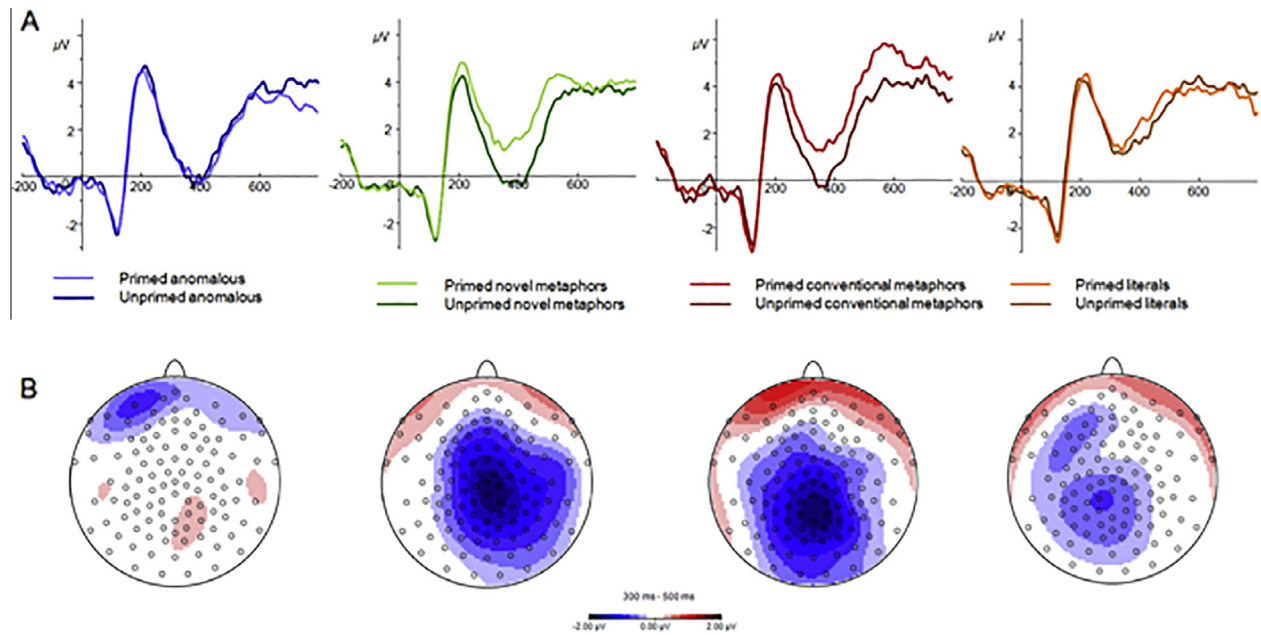 A
μV μV μV μV
4 4 4 4
2 2 2 2
-200 200 400 600 -200 200 400 600 -200 200 400 600 -200 0 200 400 600
-2 -2 -2 -2
Primed anomalous
Unprimed anomalous
Primed novel metaphors
Unprimed novel metaphors
Primed conventional metaphors
Unprimed conventional metaphors
Primed literals
Unprimed literals
B
300 ms - 500 ms
-2.00 μV 0.00 μV 2.00 μV